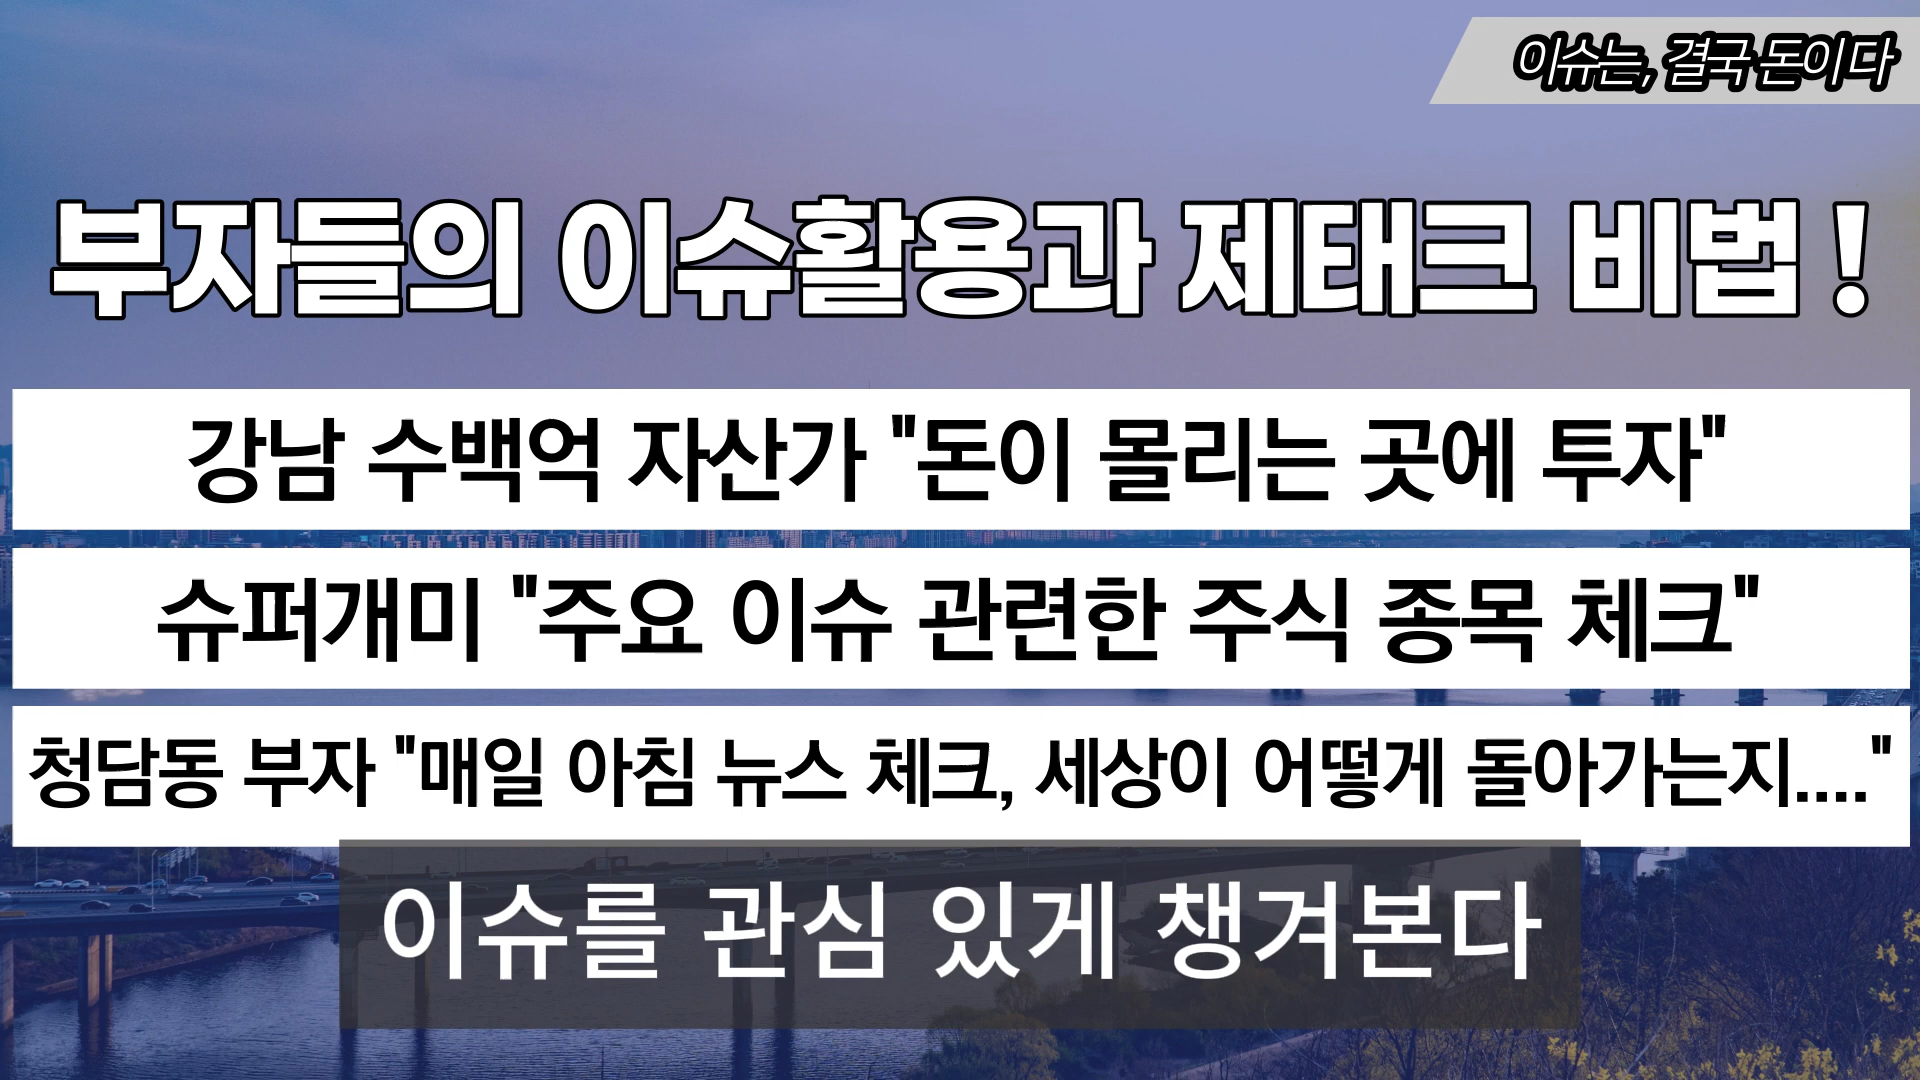 이슈는, 결국 돈이다
부자들의 이슈활용과 제태크 비법 !
강남 수백억 자산가 "돈이 몰리는 곳에 투자"
슈퍼개미 "주요 이슈 관련한 주식 종목 체크"
청담동 부자 "매일 아침 뉴스 체크, 세상이 어떻게 돌아가는지...."
이슈를 관심 있게 챙겨본다